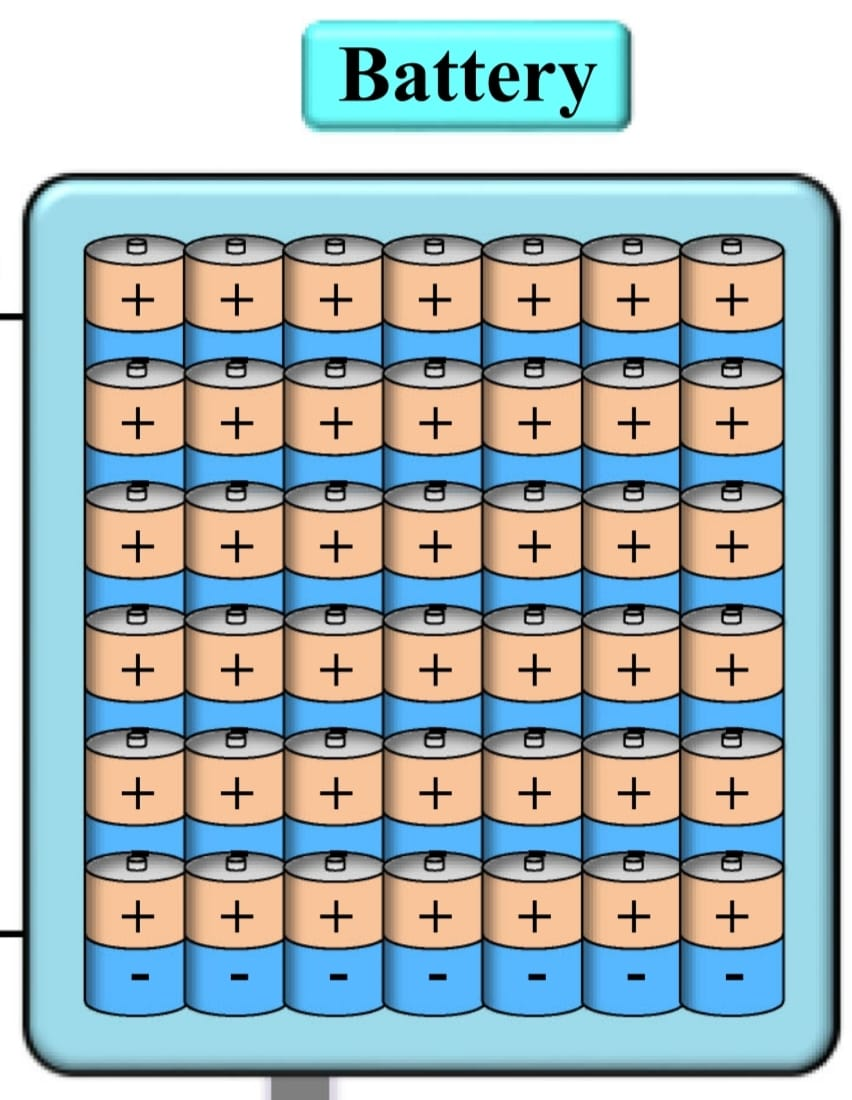 Battery
+ + + + + + +
+ + + + + + +
+ + + + + + +
+ + + + + + +
+ + + + + + +
+ + + + + + +
- - - - - - -